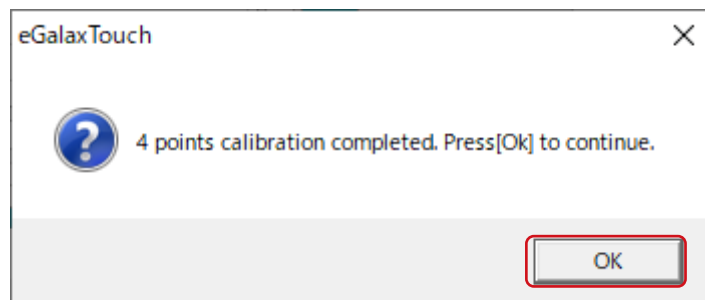 eGalaxTouch
4 points calibration completed. Press[Ok] to continue.
OK